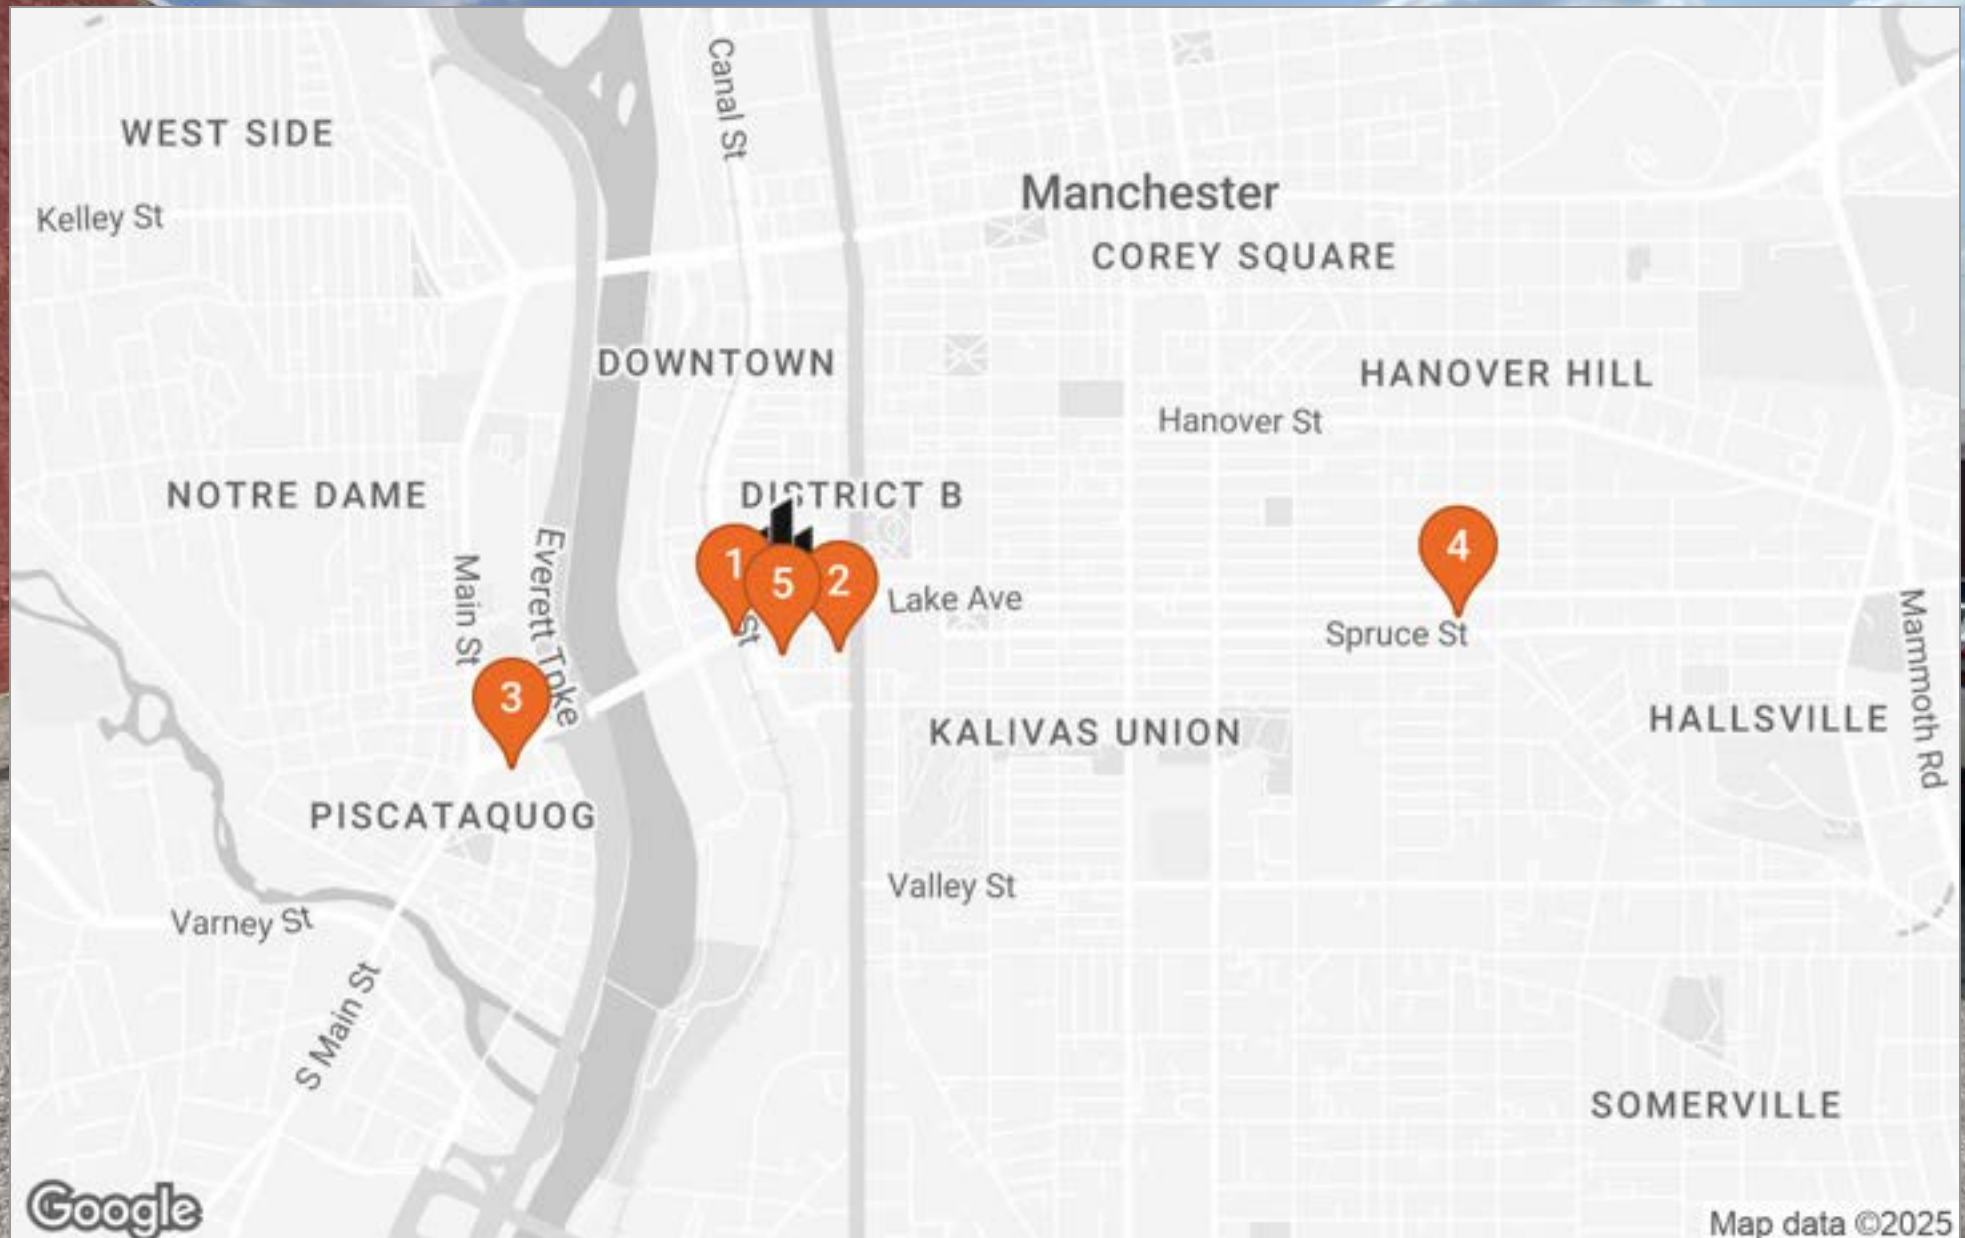 Canal St
WEST SIDE
Manchester
Kelley St
COREY SQUARE
DOWNTOWN
HANOVER HILL
Hanover St
NOTRE DAME
DISTRICT B
4
1
5
2
Lake Ave
Main St
Everett Tpke
St
Spruce St
Mammoth Rd
3
HALLSVILLE
KALIVAS UNION
PISCATAQUOG
Valley St
Varney St
S Main St
SOMERVILLE
Google
Map data ©2025